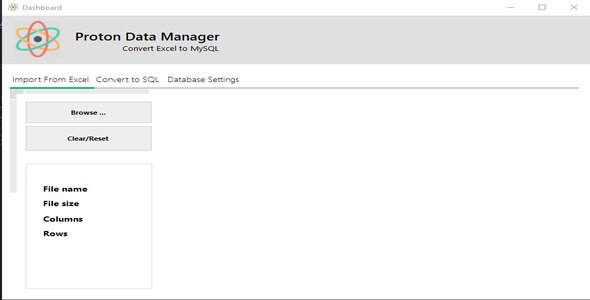 Dashboard
Proton Data Manager
Convert Excel to MySQL
Import From Excel Convert to SQL Database Settings
Browse ...
Clear/Reset
File name
File size
Columns
Rows